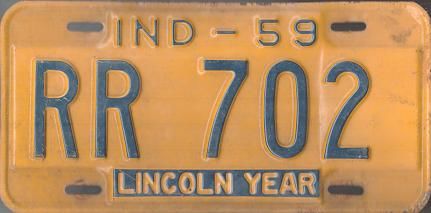 IND - 59
RR 702
LINCOLN YEAR